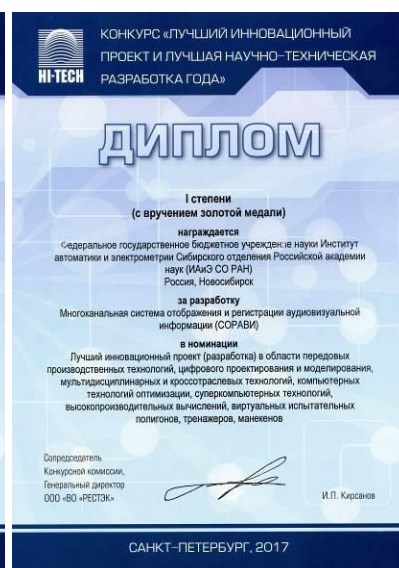 HI-TECH
КОНКУРС «ЛУЧШИЙ ИННОВАЦИОННЫЙ
ПРОЕКТ И ЛУЧШАЯ НАУЧНО-ТЕХНИЧЕСКАЯ
РАЗРАБОТКА ГОДА»
ДИПЛОМ
I степени
(с вручением золотой медали)
награждается
Федеральное государственное бюджетное учреждение науки Институт
автоматики и электрометрии Сибирского отделения Российской академии
наук (ИАиЭ СО РАН)
Россия, Новосибирск
за разработку
Многоканальная система отображения и регистрации аудиовизуальной
информации (СОРАВИ)
в номинации
Лучший инновационный проект (разработка) в области передовых
производственных технологий, цифрового проектирования и моделирования,
мультидисциплинарных и кроссотраслевых технологий, компьютерных
технологий оптимизации, суперкомпьютерных технологий,
высокопроизводительных вычислений, виртуальных испытательных
полигонов, тренажеров, манекенов
Сопредседатель
Конкурсной комиссии,
Генеральный директор
ООО «ВО «РЕСТЭК»
И.П. Кирсанов
САНКТ-ПЕТЕРБУРГ, 2017